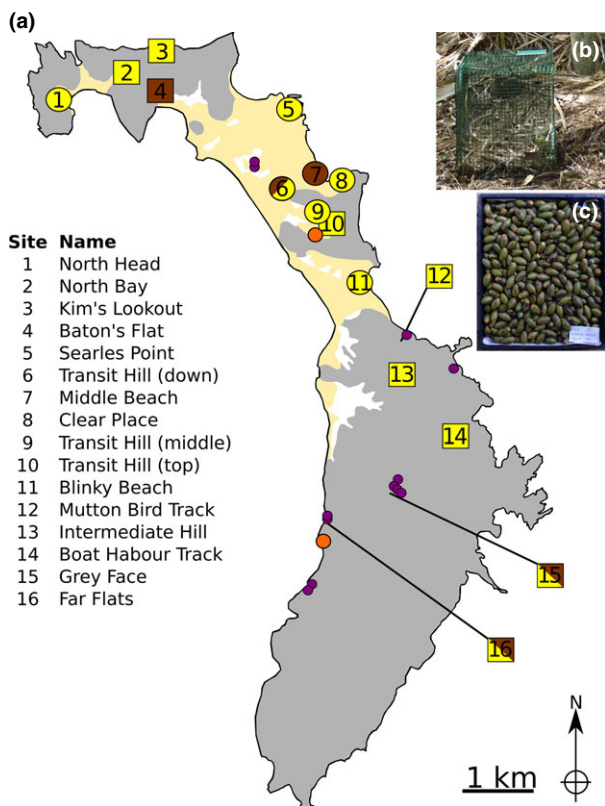 (a)
(b)
(c)
1
2
3
4
5
6
7
8
9
10
11
12
13
14
15
16
Site Name
1 North Head
2 North Bay
3 Kim's Lookout
4 Baton's Flat
5 Searles Point
6 Transit Hill (down)
7 Middle Beach
8 Clear Place
9 Transit Hill (middle)
10 Transit Hill (top)
11 Blinky Beach
12 Mutton Bird Track
13 Intermediate Hill
14 Boat Habour Track
15 Grey Face
16 Far Flats
N
1 km